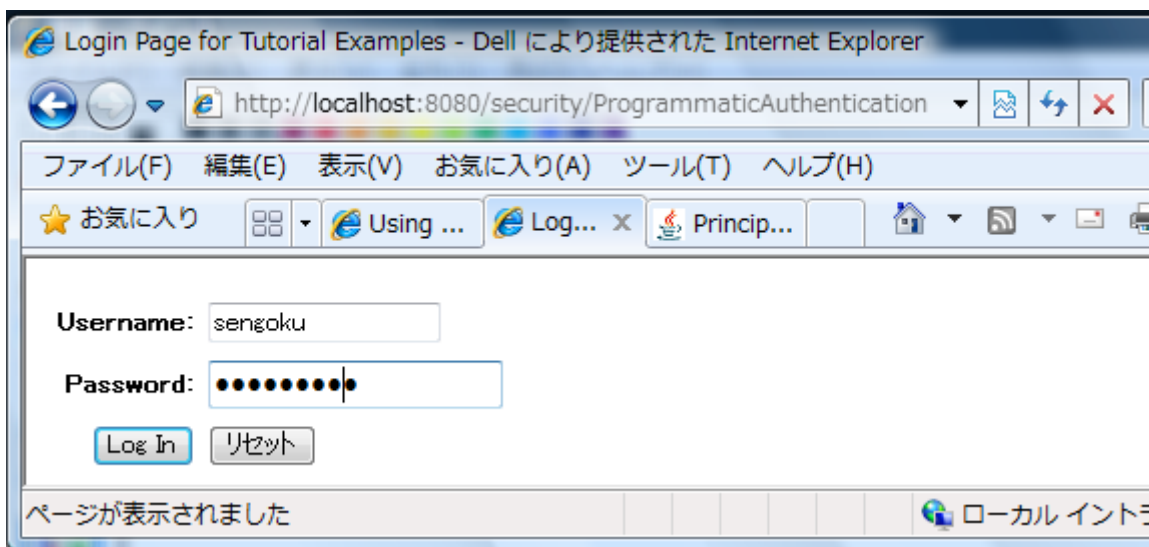 Login Page for Tutorial Examples - Dell により提供された Internet Explorer
http://localhost:8080/security/ProgrammaticAuthentication
ファイル(F) 編集(E) 表示(V) お気に入り(A) ツール(T) ヘルプ(H)
お気に入り Using ... Log... Princip...
Username: sengoku
Password: ●●●●●●●●●
Log In リセット
ページが表示されました ローカル イント